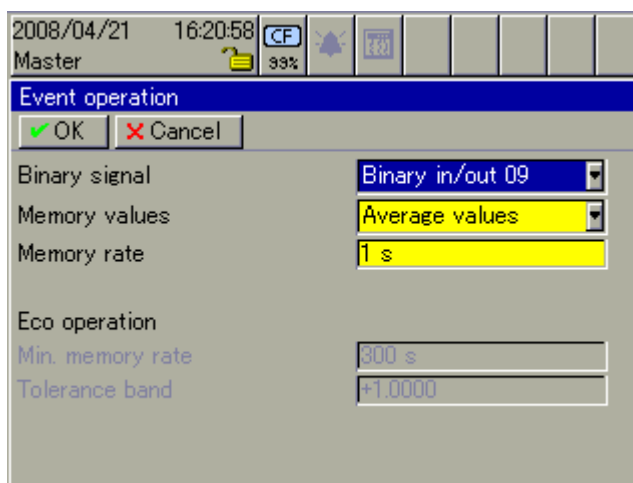 2008/04/21 16:20:58 CF
Master 99%
Event operation
OK Cancel
Binary signal Binary in/out 09
Memory values Average values
Memory rate 1 s
Eco operation
Min. memory rate 300 s
Tolerance band +1.0000